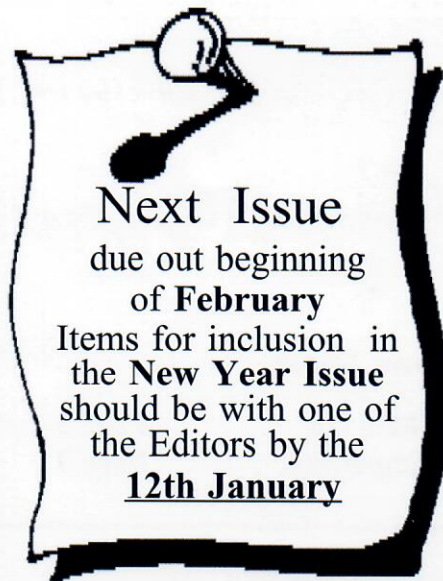 Next Issue
due out beginning
of February
Items for inclusion in
the New Year Issue
should be with one of
the Editors by the
12th January